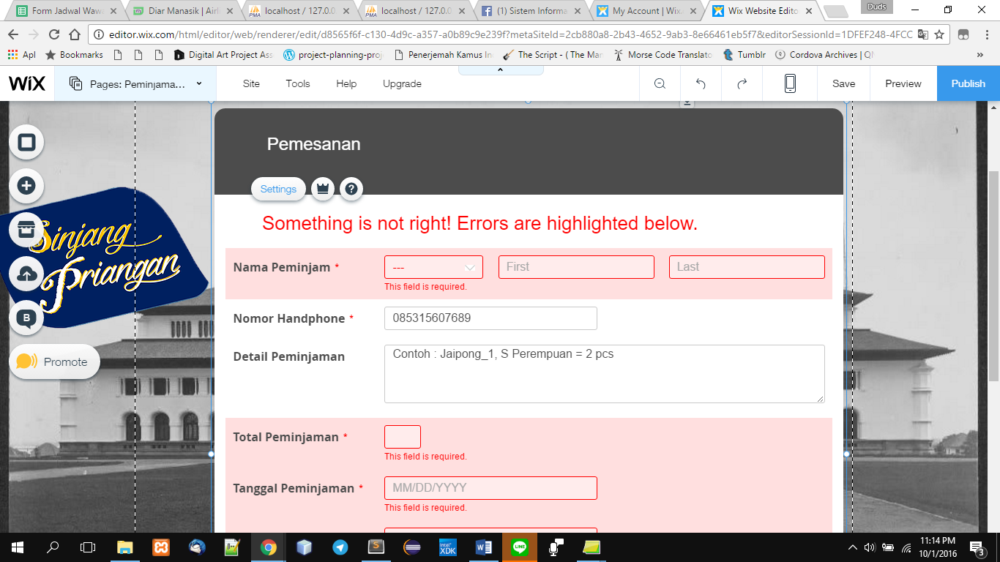 Form Jadwal Wawa
Diar Manasik | Airl
localhost / 127.0.0
localhost / 127.0.0
(1) Sistem Informa
My Account | Wix
Wix Website Edito
Duds
editor.wix.com/html/editor/web/renderer/edit/d8565f6f-c130-4d9c-a357-a0b89c9e239f?metaSiteId=2cb880a8-2b43-4652-9ab3-8e66461eb5f7&editorSessionId=1DFEF248-4FCC
Apl
Bookmarks
Digital Art Project Ass
project-planning-proj
Penerjemah Kamus In
The Script - ( The Mar
Morse Code Translato
Tumblr
Cordova Archives | QN
»
WiX
Pages: Peminjama...
Site
Tools
Help
Upgrade
Save
Preview
Publish
Pemesanan
Settings
?
Something is not right! Errors are highlighted below.
Nama Peminjam *
---
First
Last
This field is required.
Nomor Handphone *
085315607689
Detail Peminjaman
Contoh : Jaipong_1, S Perempuan = 2 pcs
Total Peminjaman *
This field is required.
Tanggal Peminjaman *
MM/DD/YYYY
This field is required.
Sinjang
Priangan
B
Promote
11:14 PM
10/1/2016
3